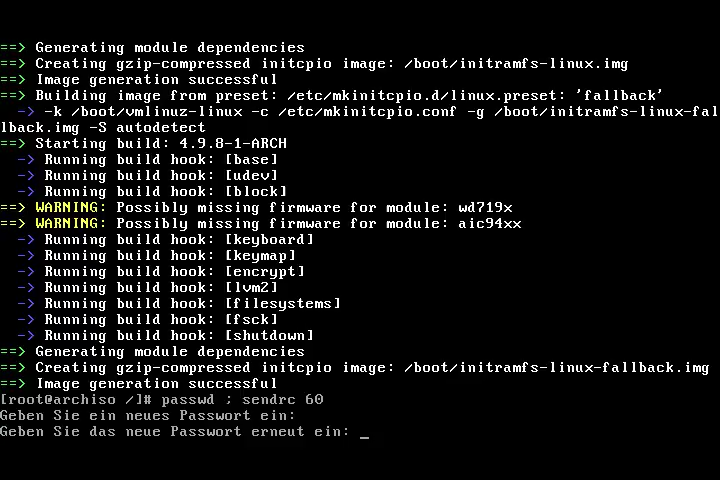 ==> Generating module dependencies
==> Creating gzip-compressed initcpio image: /boot/initramfs-linux.img
==> Image generation successful
==> Building image from preset: /etc/mkinitcpio.d/linux.preset: 'fallback'
  -> -k /boot/vmlinuz-linux -c /etc/mkinitcpio.conf -g /boot/initramfs-linux-fal
lback.img -S autodetect
==> Starting build: 4.9.8-1-ARCH
  -> Running build hook: [base]
  -> Running build hook: [udev]
  -> Running build hook: [block]
==> WARNING: Possibly missing firmware for module: wd719x
==> WARNING: Possibly missing firmware for module: aic94xx
  -> Running build hook: [keyboard]
  -> Running build hook: [keymap]
  -> Running build hook: [encrypt]
  -> Running build hook: [lvm2]
  -> Running build hook: [filesystems]
  -> Running build hook: [fsck]
  -> Running build hook: [shutdown]
==> Generating module dependencies
==> Creating gzip-compressed initcpio image: /boot/initramfs-linux-fallback.img
==> Image generation successful
[root@archiso /]# passwd ; sendrc 60
Geben Sie ein neues Passwort ein:
Geben Sie das neue Passwort erneut ein: _